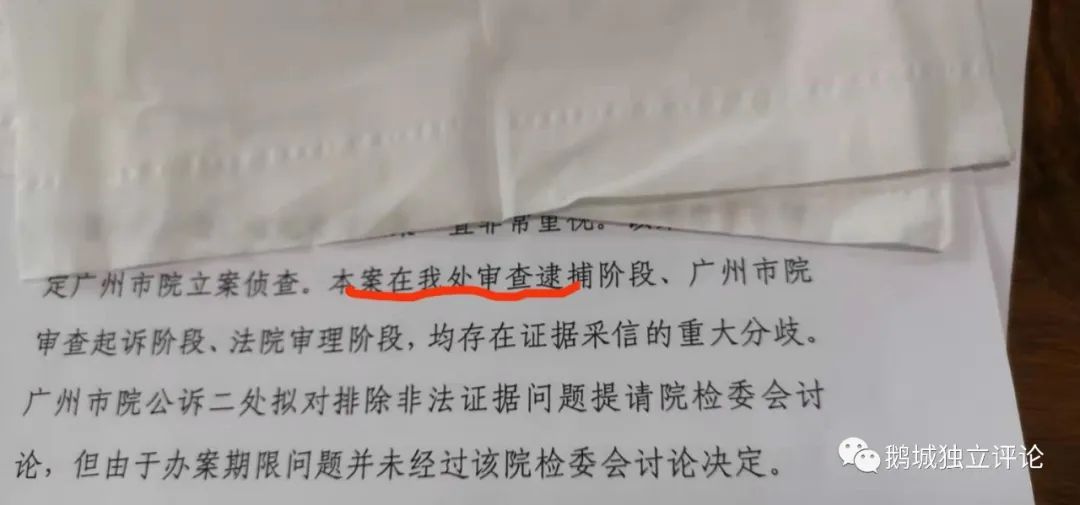 一直非常重视。该
定广州市院立案侦查。本案在我处审查逮捕阶段、广州市院
审查起诉阶段、法院审理阶段，均存在证据采信的重大分歧。
广州市院公诉二处拟对排除非法证据问题提请院检委会讨
论，但由于办案期限问题并未经过该院检委会讨论决定。
鹅城独立评论